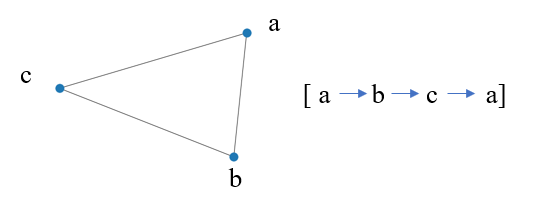 a
c
[ a → b → c → a]
b